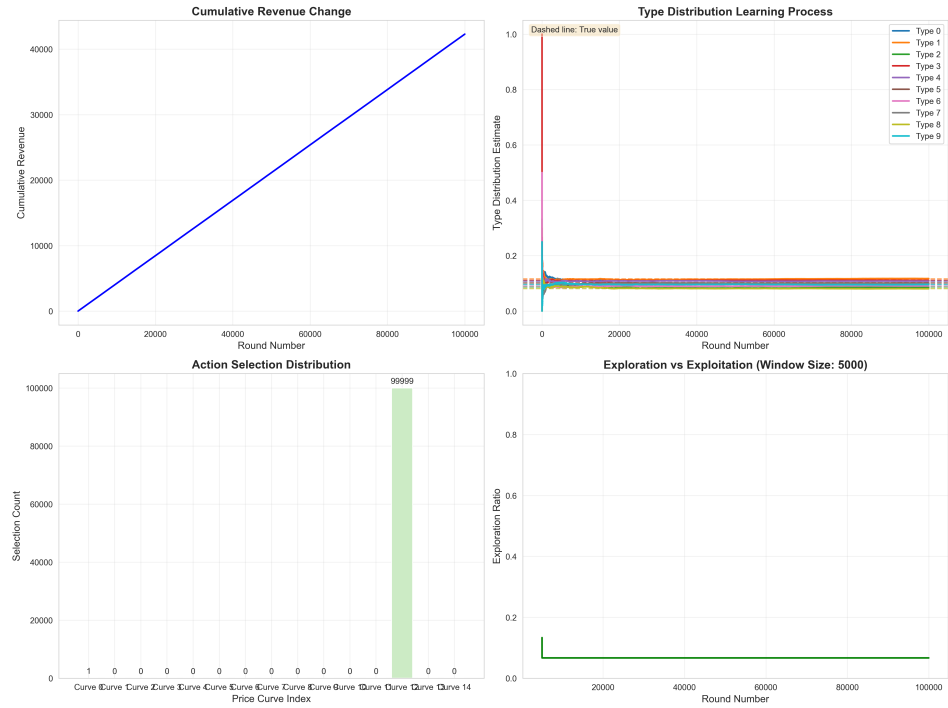 Cumulative Revenue Change
Cumulative Revenue
40000
30000
20000
10000
0
0 20000 40000 60000 80000 100000
Round Number
Type Distribution Learning Process
Type Distribution Estimate
Dashed line: True value
Type 0
Type 1
Type 2
Type 3
Type 4
Type 5
Type 6
Type 7
Type 8
Type 9
1.0
0.8
0.6
0.4
0.2
0.0
0 20000 40000 60000 80000 100000
Round Number
Action Selection Distribution
Selection Count
100000
80000
60000
40000
20000
0
1 0 0 0 0 0 0 0 0 0 0 0 99999 0 0
Curve 0 Curve 1 Curve 2 Curve 3 Curve 4 Curve 5 Curve 6 Curve 7 Curve 8 Curve 9 Curve 10 Curve 11 Curve 12 Curve 13 Curve 14
Price Curve Index
Exploration vs Exploitation (Window Size: 5000)
Exploration Ratio
1.0
0.8
0.6
0.4
0.2
0.0
20000 40000 60000 80000 100000
Round Number